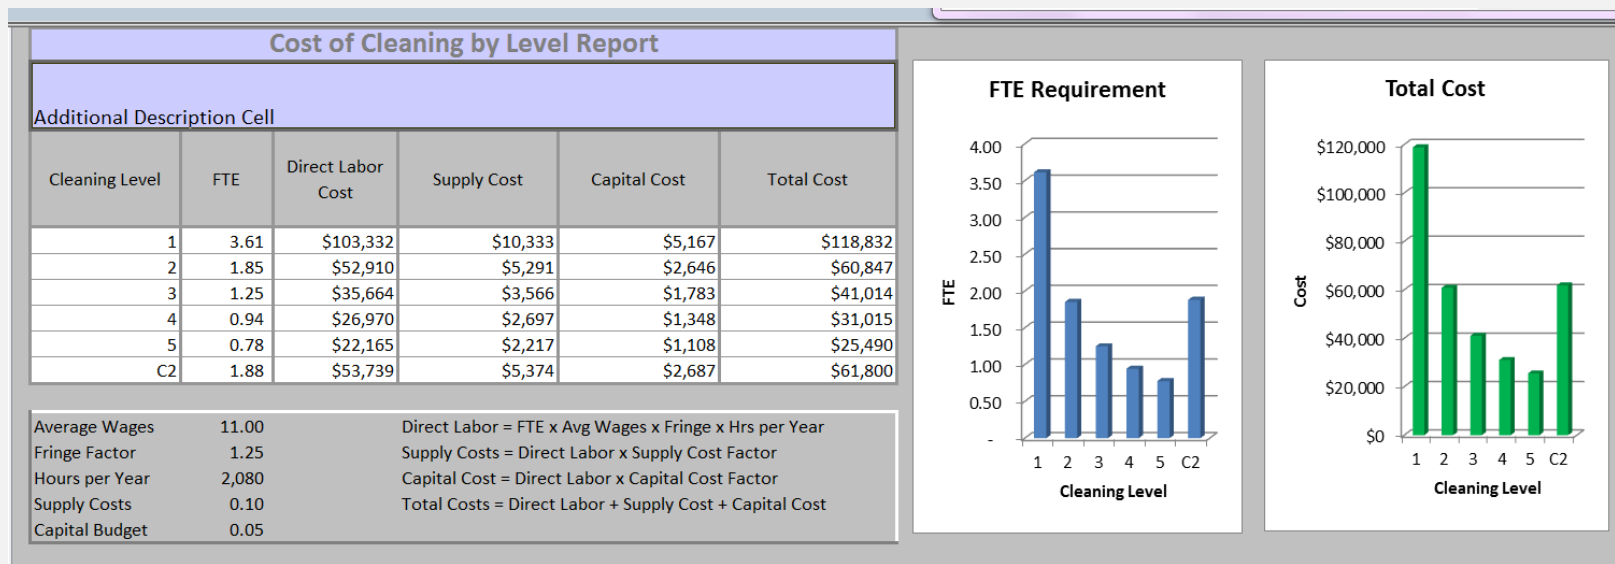 Cost of Cleaning by Level Report
Additional Description Cell
Cleaning Level FTE Direct Labor Cost Supply Cost Capital Cost Total Cost
1 3.61 $103,332 $10,333 $5,167 $118,832
2 1.85 $52,910 $5,291 $2,646 $60,847
3 1.25 $35,664 $3,566 $1,783 $41,014
4 0.94 $26,970 $2,697 $1,348 $31,015
5 0.78 $22,165 $2,217 $1,108 $25,490
C2 1.88 $53,739 $5,374 $2,687 $61,800
Average Wages 11.00 Direct Labor = FTE x Avg Wages x Fringe x Hrs per Year
Fringe Factor 1.25 Supply Costs = Direct Labor x Supply Cost Factor
Hours per Year 2,080 Capital Cost = Direct Labor x Capital Cost Factor
Supply Costs 0.10 Total Costs = Direct Labor + Supply Cost + Capital Cost
Capital Budget 0.05
FTE Requirement
FTE
4.00
3.50
3.00
2.50
2.00
1.50
1.00
0.50
-
1 2 3 4 5 C2
Cleaning Level
Total Cost
Cost
$120,000
$100,000
$80,000
$60,000
$40,000
$20,000
$0
1 2 3 4 5 C2
Cleaning Level